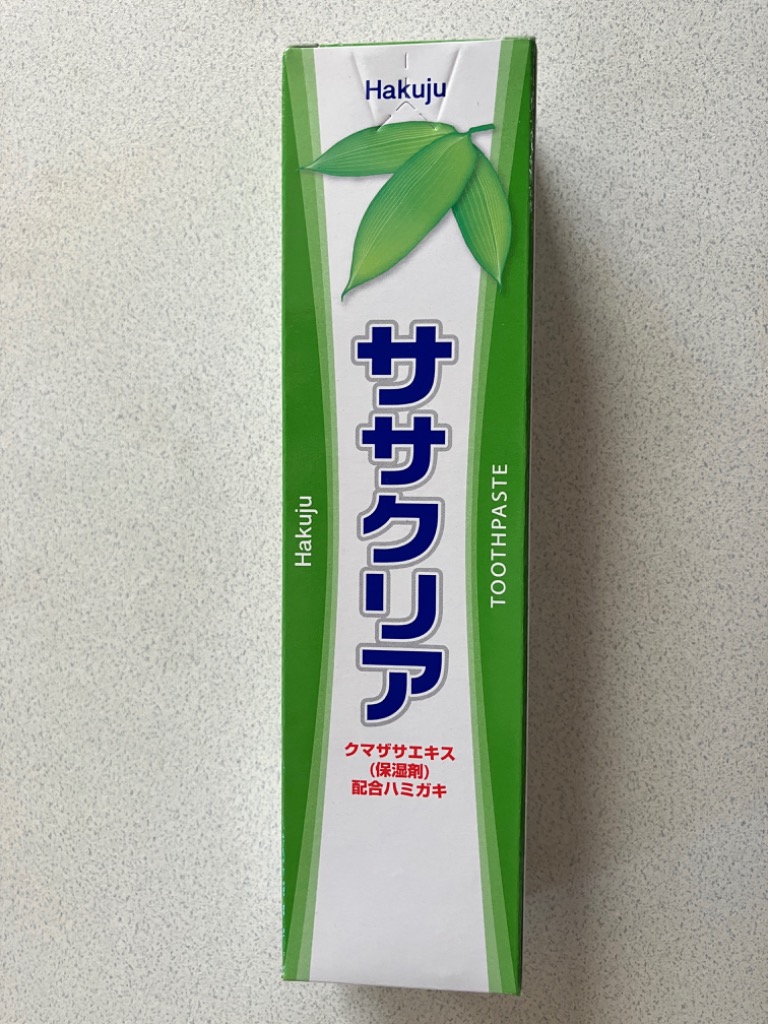 Hakuju
ササクリア
クマザサエキス
(保湿剤)
配合ハミガキ
Hakuju
TOOTHPASTE